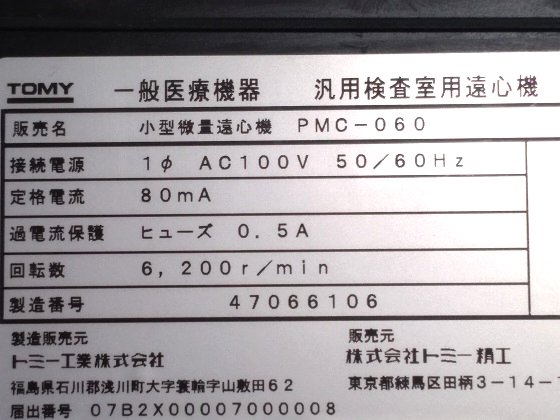 TOMY 一般医療機器 汎用検査室用遠心機
販売名 小型微量遠心機 PMC-060
接続電源 1φ AC100V 50/60Hz
定格電流 80mA
過電流保護 ヒューズ 0.5A
回転数 6,200r/min
製造番号 47066106
製造販売元 販売元
トミー工業株式会社 株式会社トミー精工
福島県石川郡浅川町大字簑輪字山敷田62 東京都練馬区田柄3-14-
届出番号 07B2X00007000008